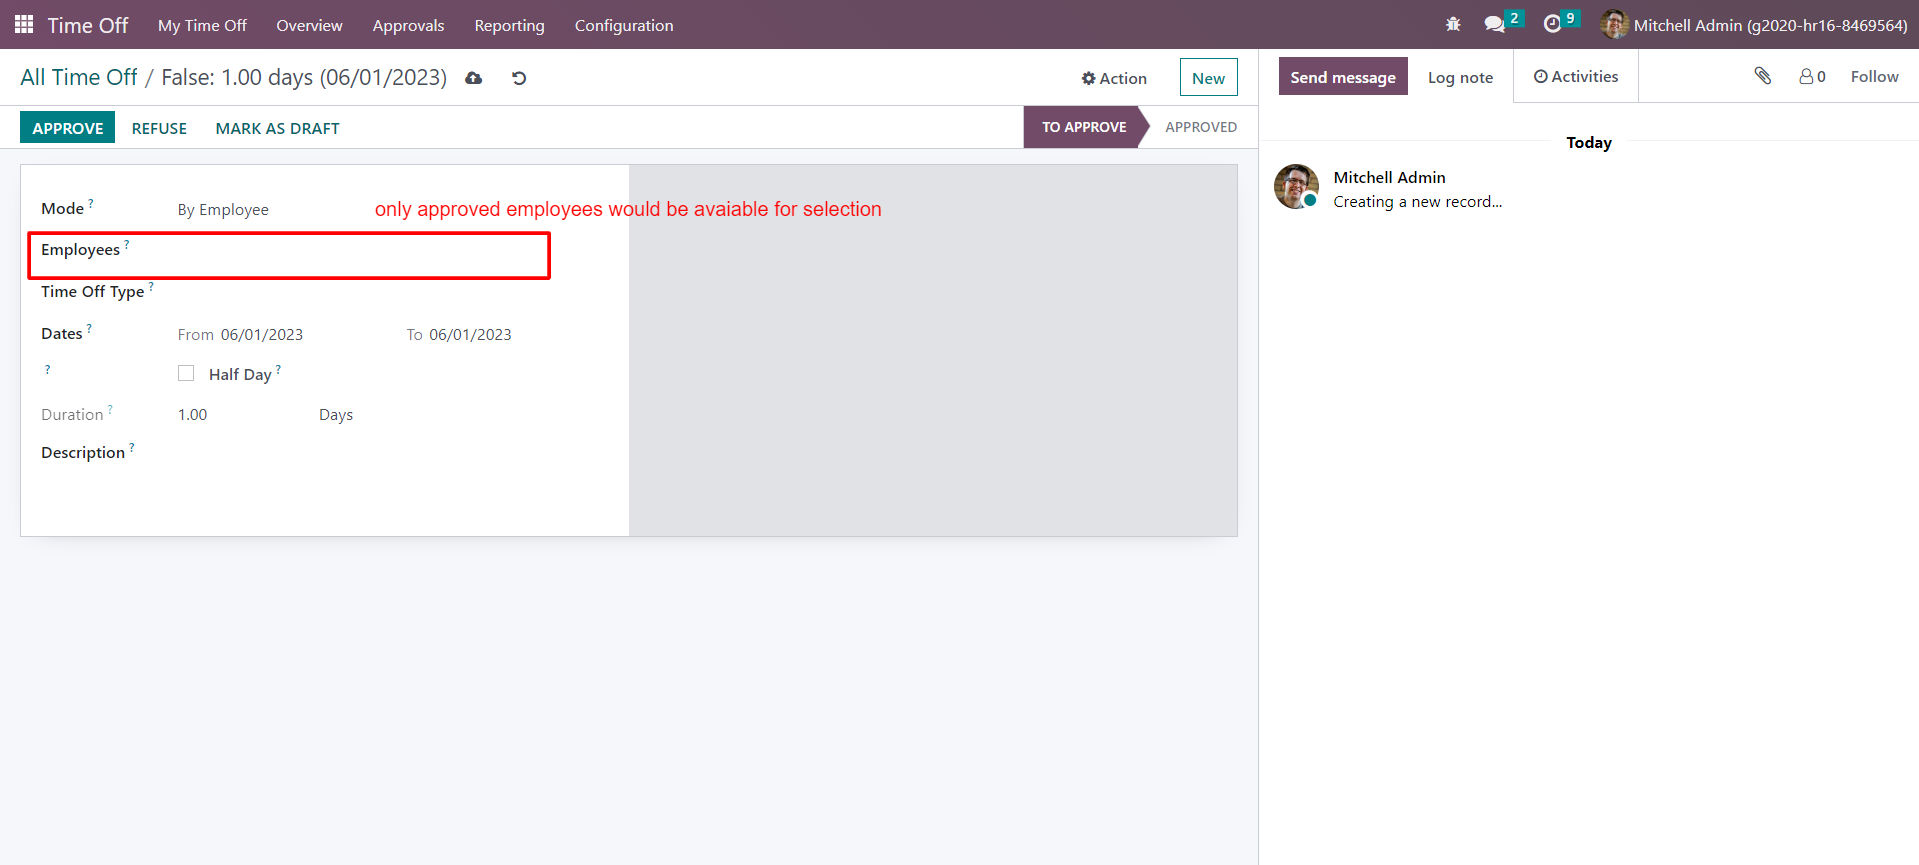 Time Off My Time Off Overview Approvals Reporting Configuration 2 9 Mitchell Admin (g2020-hr16-8469564)
All Time Off / False: 1.00 days (06/01/2023) Action New
Send message Log note Activities 0 Follow
APPROVE REFUSE MARK AS DRAFT TO APPROVE APPROVED
Today
Mitchell Admin
Creating a new record...
Mode ? By Employee only approved employees would be avaiable for selection
Employees ?
Time Off Type ?
Dates ? From 06/01/2023 To 06/01/2023
? Half Day ?
Duration ? 1.00 Days
Description ?